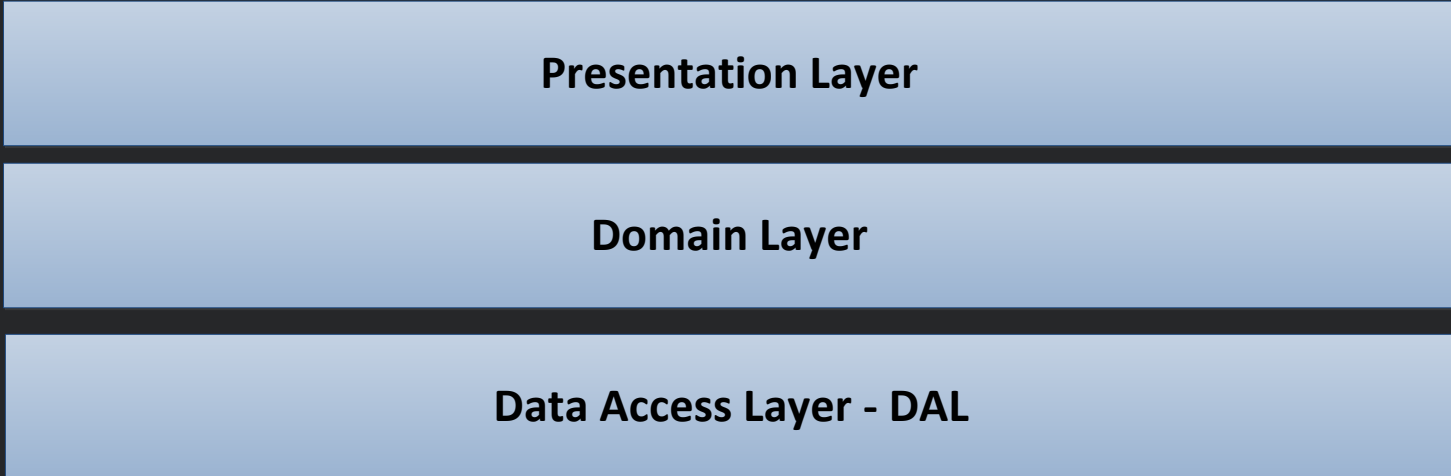 Presentation Layer
Domain Layer
Data Access Layer - DAL